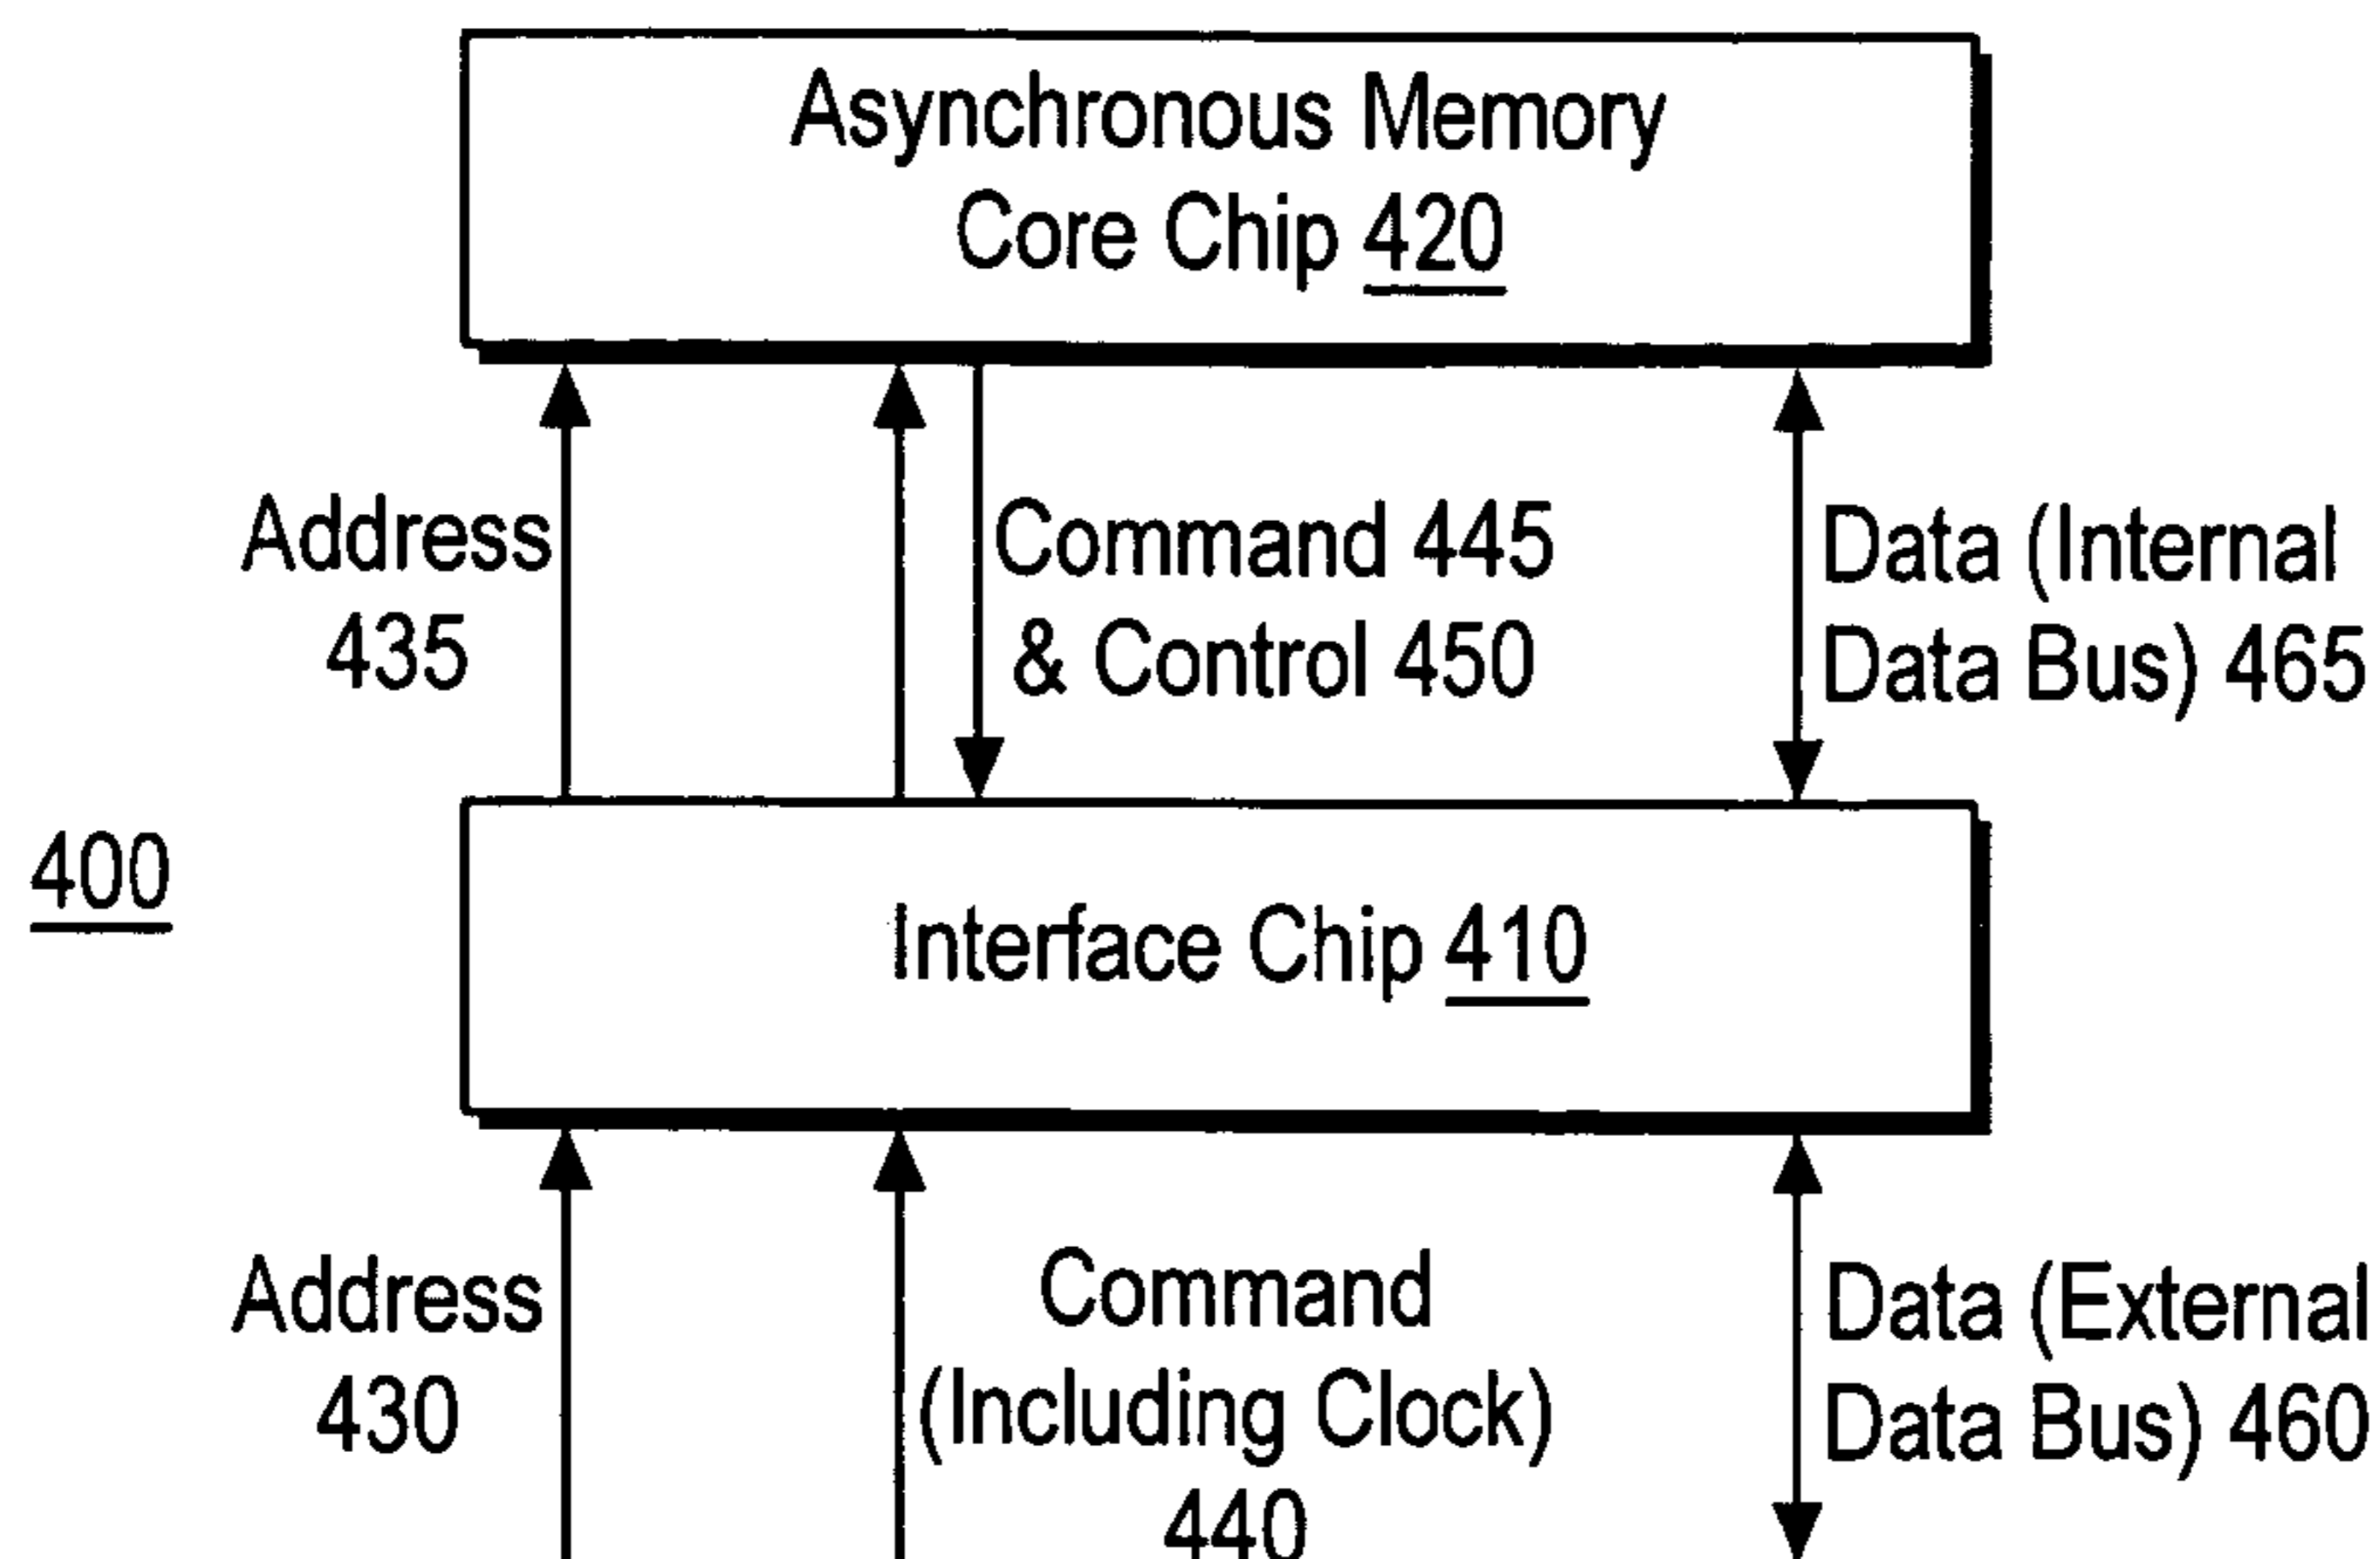 Asynchronous Memory
Core Chip 420
Address
435
Command 445
& Control 450
Data (Internal
Data Bus) 465
400
Interface Chip 410
Address
430
Command
(Including Clock)
440
Data (External
Data Bus) 460